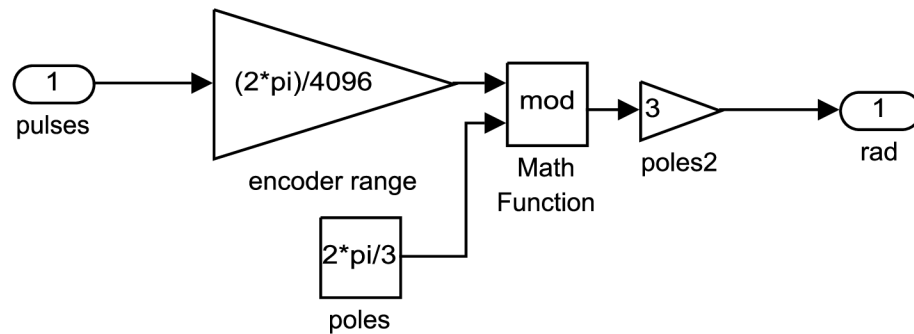 1
pulses
(2*pi)/4096
encoder range
2*pi/3
poles
mod
Math
Function
3
poles2
1
rad